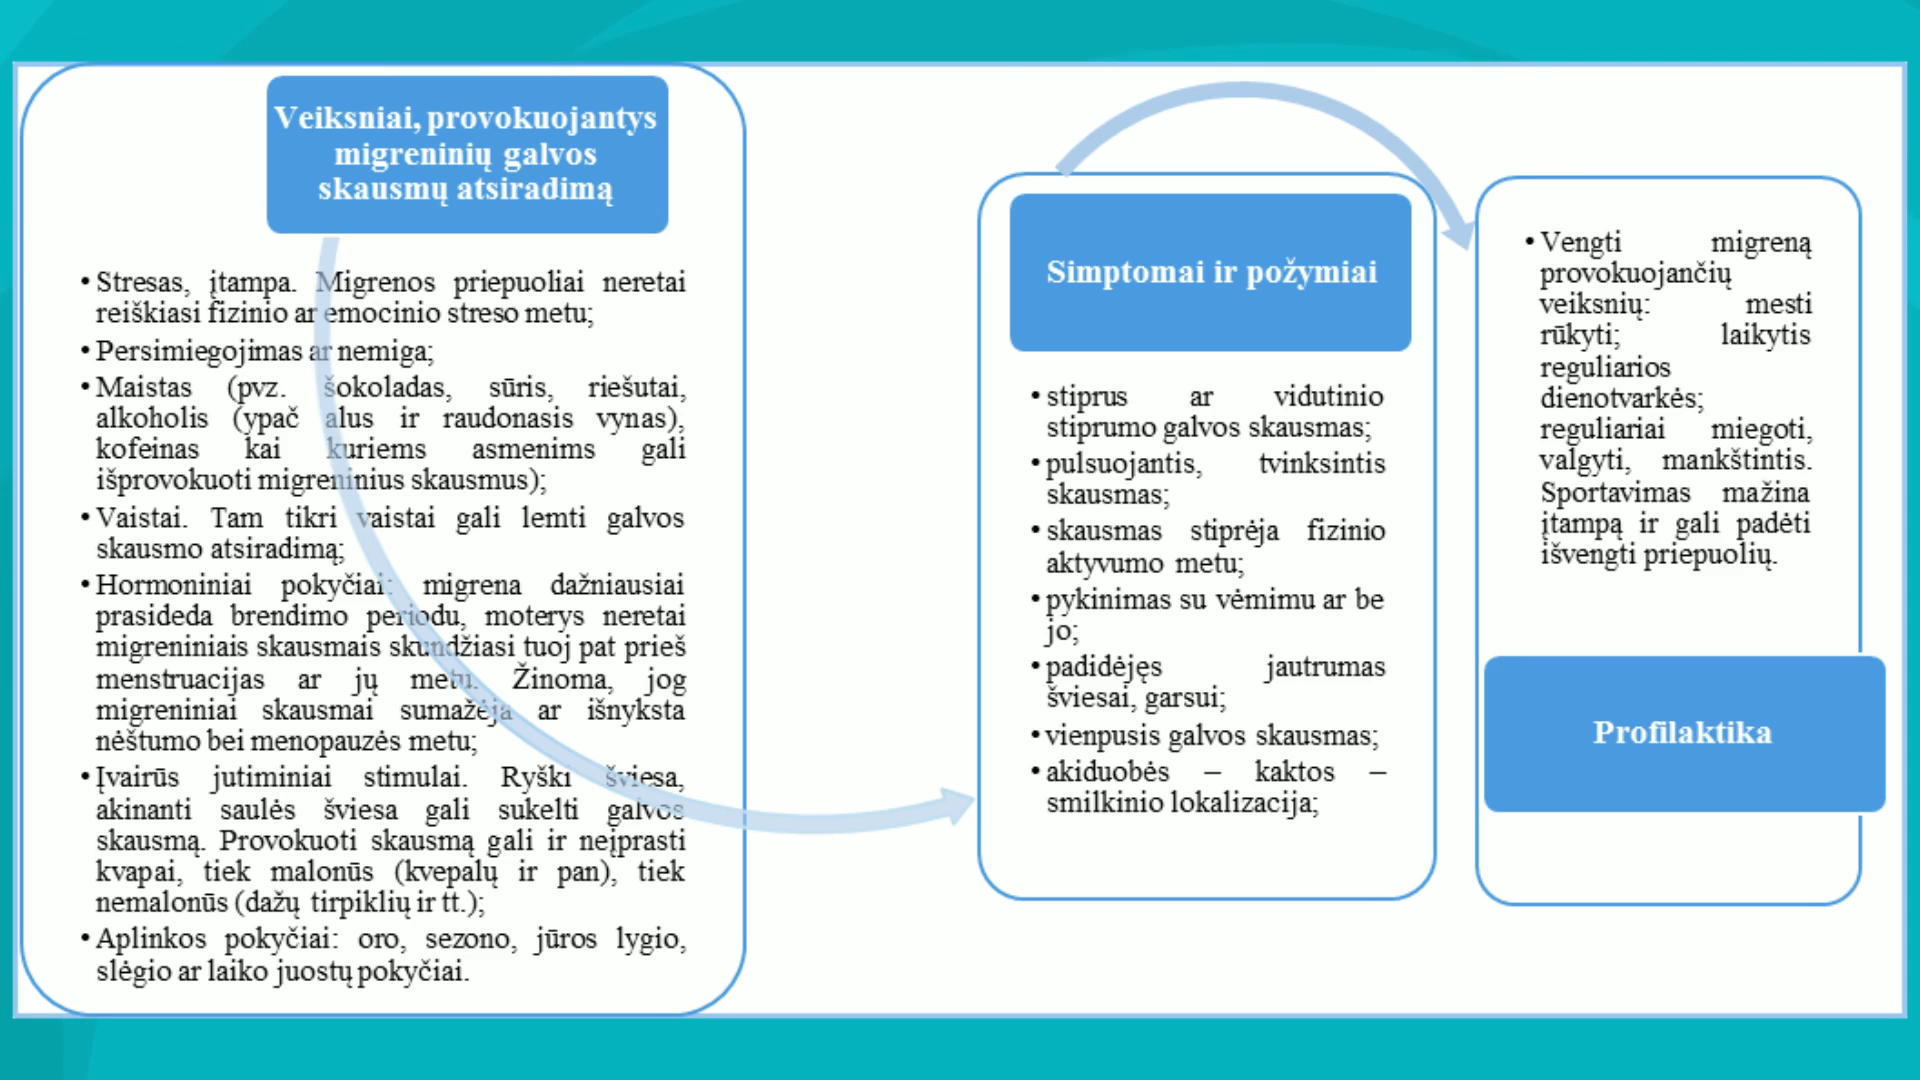 Veiksniai, provokuojantys
migreninių galvos
skausmų atsiradimą
• Stresas, įtampa. Migrenos priepuoliai neretai
reiškiasi fizinio ar emocinio streso metu;
• Persimiegojimas ar nemiga;
• Maistas (pvz. šokoladas, sūris, riešutai,
alkoholis (ypač alus ir raudonasis vynas),
kofeinas kai kuriems asmenims gali
išprovokuoti migreninius skausmus);
• Vaistai. Tam tikri vaistai gali lemti galvos
skausmo atsiradimą;
• Hormoniniai pokyčiai: migrena dažniausiai
prasideda brendimo periodu, moterys neretai
migreniniais skausmais skundžiasi tuoj pat prieš
menstruacijas ar jų metu. Žinoma, jog
migreniniai skausmai sumažėja ar išnyksta
nėštumo bei menopauzės metu;
• Įvairūs jutiminiai stimulai. Ryški šviesa,
akinanti saulės šviesa gali sukelti galvos
skausmą. Provokuoti skausmą gali ir neįprasti
kvapai, tiek malonūs (kvepalų ir pan), tiek
nemalonūs (dažų tirpiklių ir tt.);
• Aplinkos pokyčiai: oro, sezono, jūros lygio,
slėgio ar laiko juostų pokyčiai.
Simptomai ir požymiai
• stiprus ar vidutinio
stiprumo galvos skausmas;
• pulsuojantis, tvinksintis
skausmas;
• skausmas stiprėja fizinio
aktyvumo metu;
• pykinimas su vėmimu ar be
jo;
• padidėjęs jautrumas
šviesai, garsui;
• vienpusis galvos skausmas;
• akiduobės – kaktos –
smilkinio lokalizacija;
• Vengti migreną
provokuojančių
veiksnių: mesti
rūkyti; laikytis
reguliarios
dienotvarkės;
reguliariai miegoti,
valgyti, mankštintis.
Sportavimas mažina
įtampą ir gali padėti
išvengti priepuolių.
Profilaktika